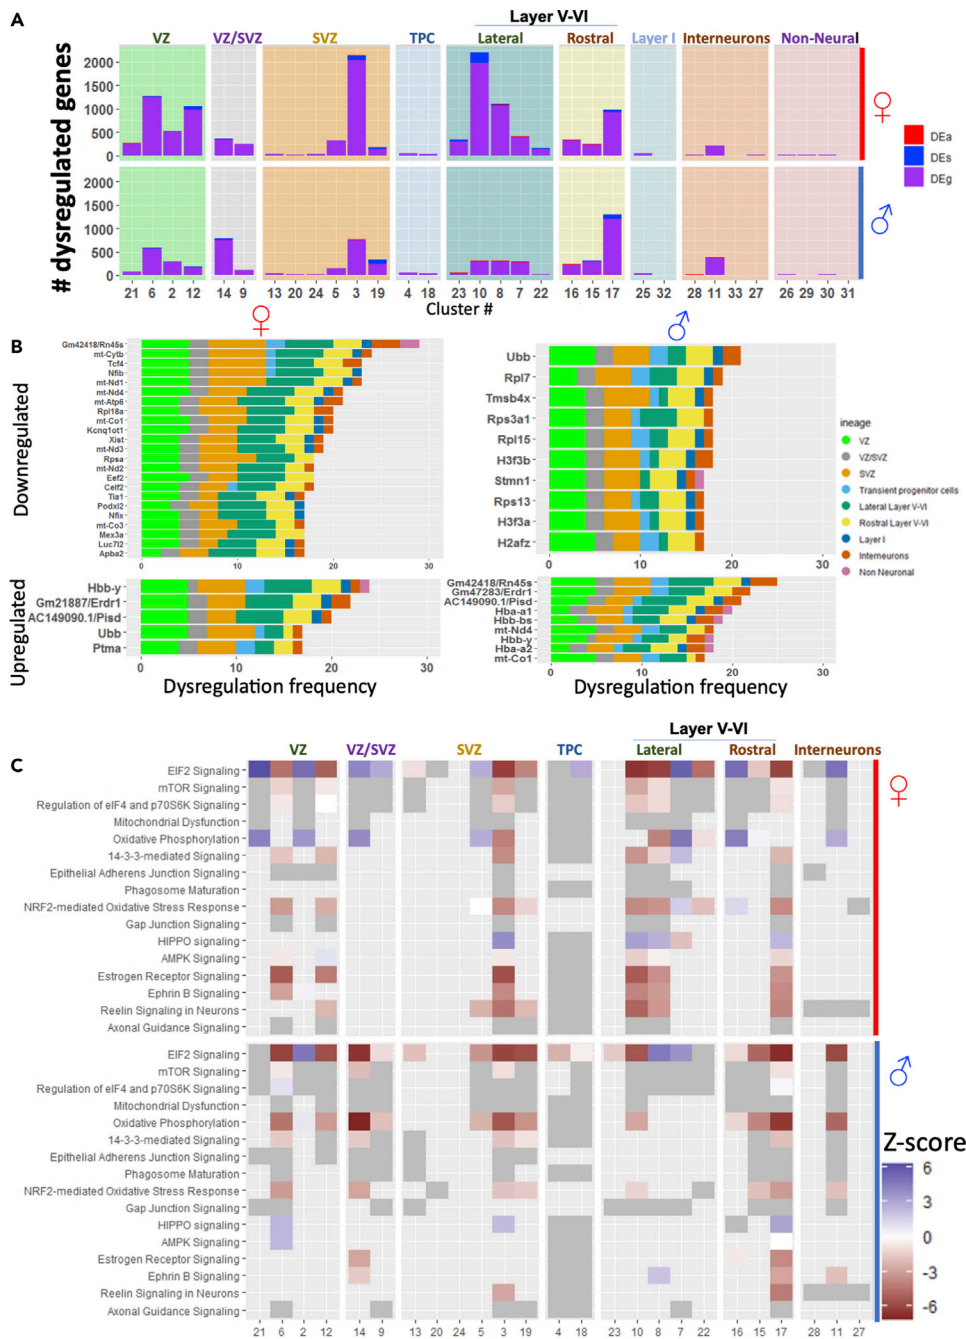 A
Layer V-VI
VZ VZ/SVZ SVZ TPC Lateral Rostral Layer I Interneurons Non-Neural
# dysregulated genes
2000
1500
1000
500
0
♀
DEa
DEs
DEg
2000
1500
1000
500
0
♂
21 6 2 12 14 9 13 20 24 5 3 19 4 18 23 10 8 7 22 16 15 17 25 32 28 11 33 27 26 29 30 31
Cluster #
B
♀
♂
Downregulated
Gm42418/Rn45s
mt-Cytb
Tcf4
Nfib
mt-Nd1
mt-Nd4
mt-Atp6
Rpl18a
mt-Co1
Kcnq1ot1
Xist
mt-Nd3
Rpsa
mt-Nd2
Eef2
Celf2
Tia1
Podxl2
Nfix
mt-Co3
Mex3a
Luc7l2
Apba2
0 10 20 30
Ubb
Rpl7
Tmsb4x
Rps3a1
Rpl15
H3f3b
Stmn1
Rps13
H3f3a
H2afz
0 10 20 30
lineage
VZ
VZ/SVZ
SVZ
Transient progenitor cells
Lateral Layer V-VI
Rostral Layer V-VI
Layer I
Interneurons
Non Neuronal
Upregulated
Hbb-y
Gm21887/Erdr1
AC149090.1/Pisd
Ubb
Ptma
0 10 20 30
Dysregulation frequency
Gm42418/Rn45s
Gm47283/Erdr1
AC149090.1/Pisd
Hba-a1
Hbb-bs
mt-Nd4
Hbb-y
Hba-a2
mt-Co1
0 10 20 30
Dysregulation frequency
C
Layer V-VI
VZ VZ/SVZ SVZ TPC Lateral Rostral Interneurons
♀
EIF2 Signaling
mTOR Signaling
Regulation of eIF4 and p70S6K Signaling
Mitochondrial Dysfunction
Oxidative Phosphorylation
14-3-3-mediated Signaling
Epithelial Adherens Junction Signaling
Phagosome Maturation
NRF2-mediated Oxidative Stress Response
Gap Junction Signaling
HIPPO signaling
AMPK Signaling
Estrogen Receptor Signaling
Ephrin B Signaling
Reelin Signaling in Neurons
Axonal Guidance Signaling
♂
EIF2 Signaling
mTOR Signaling
Regulation of eIF4 and p70S6K Signaling
Mitochondrial Dysfunction
Oxidative Phosphorylation
14-3-3-mediated Signaling
Epithelial Adherens Junction Signaling
Phagosome Maturation
NRF2-mediated Oxidative Stress Response
Gap Junction Signaling
HIPPO signaling
AMPK Signaling
Estrogen Receptor Signaling
Ephrin B Signaling
Reelin Signaling in Neurons
Axonal Guidance Signaling
21 6 2 12 14 9 13 20 24 5 3 19 4 18 23 10 8 7 22 16 15 17 28 11 27
Z-score
6
3
0
-3
-6